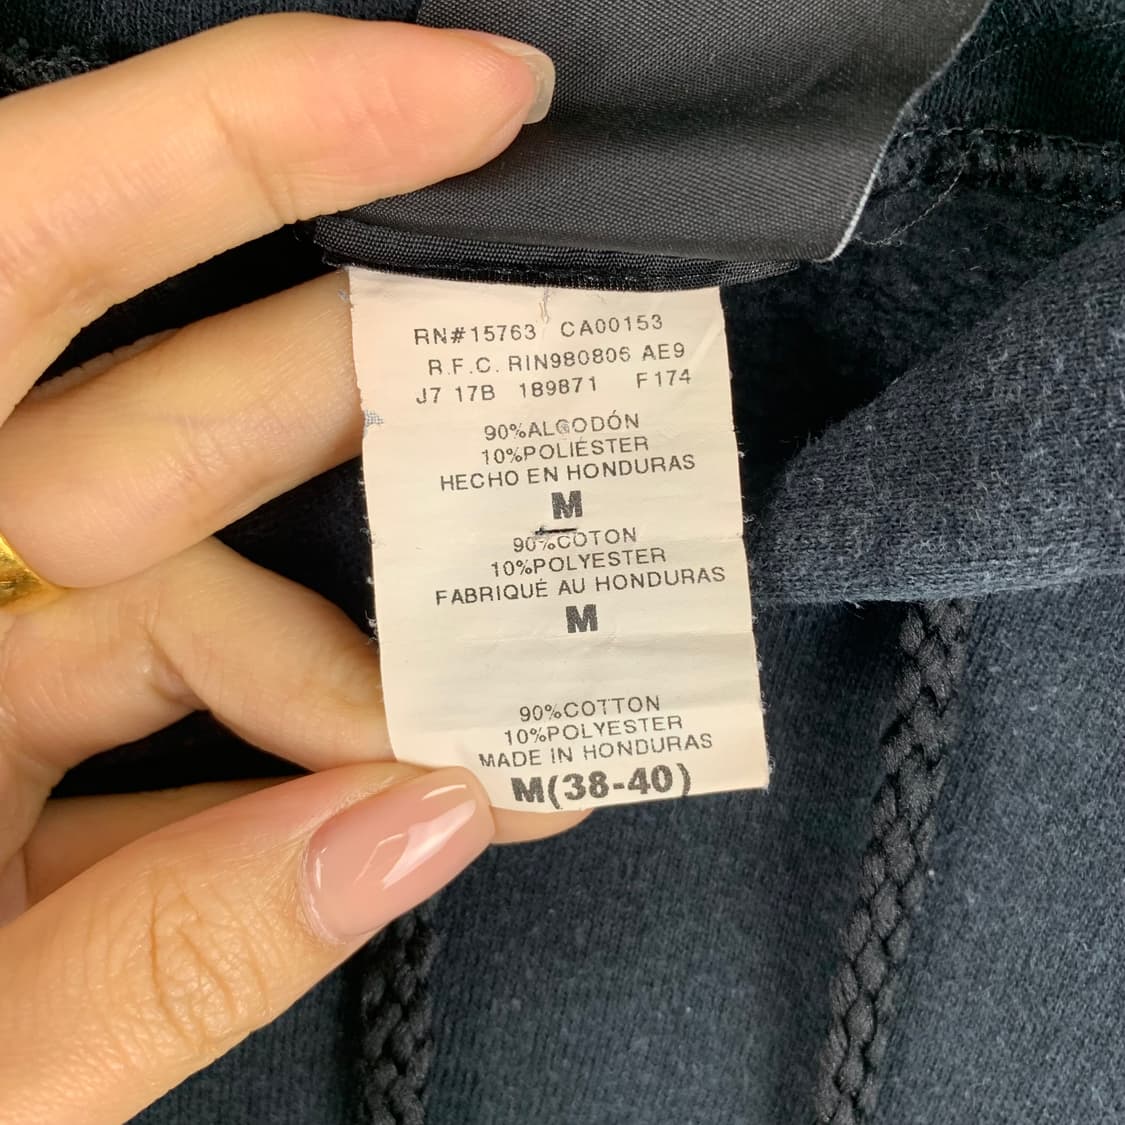 RN#15763 CA00153
R.F.C. RIN980806 AE9
J7 17B 189871 F174
90%ALGODÓN
10%POLIÉSTER
HECHO EN HONDURAS
M
90%COTON
10%POLYESTER
FABRIQUÉ AU HONDURAS
M
90%COTTON
10%POLYESTER
MADE IN HONDURAS
M(38-40)